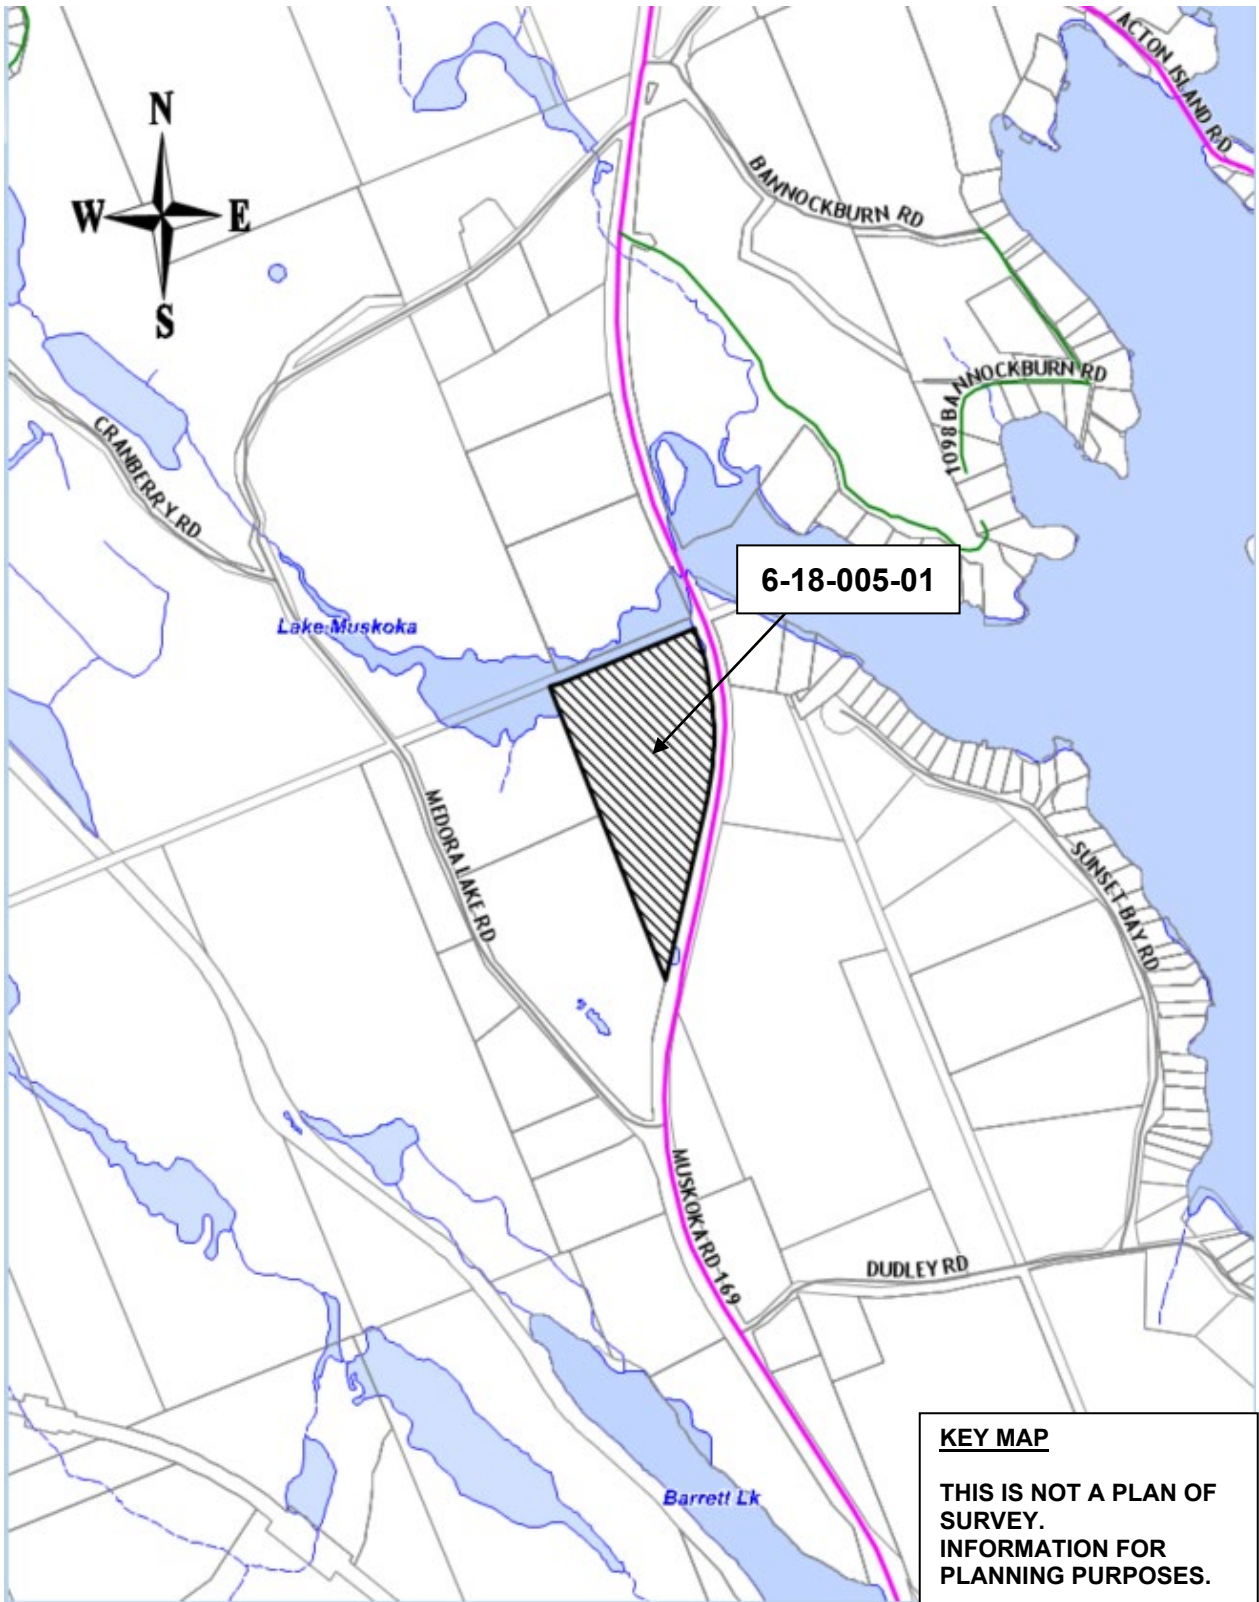 ACTON ISLAND RD
N
W
E
S
BANNOCKBURN RD
1098 BANNOCKBURN RD
CRANBERRY RD
6-18-005-01
Lake Muskoka
MEDORA LAKE RD
SUNSET BAY RD
MUSKOKA RD 169
DUDLEY RD
Barrett Lk
KEY MAP
THIS IS NOT A PLAN OF
SURVEY.
INFORMATION FOR
PLANNING PURPOSES.